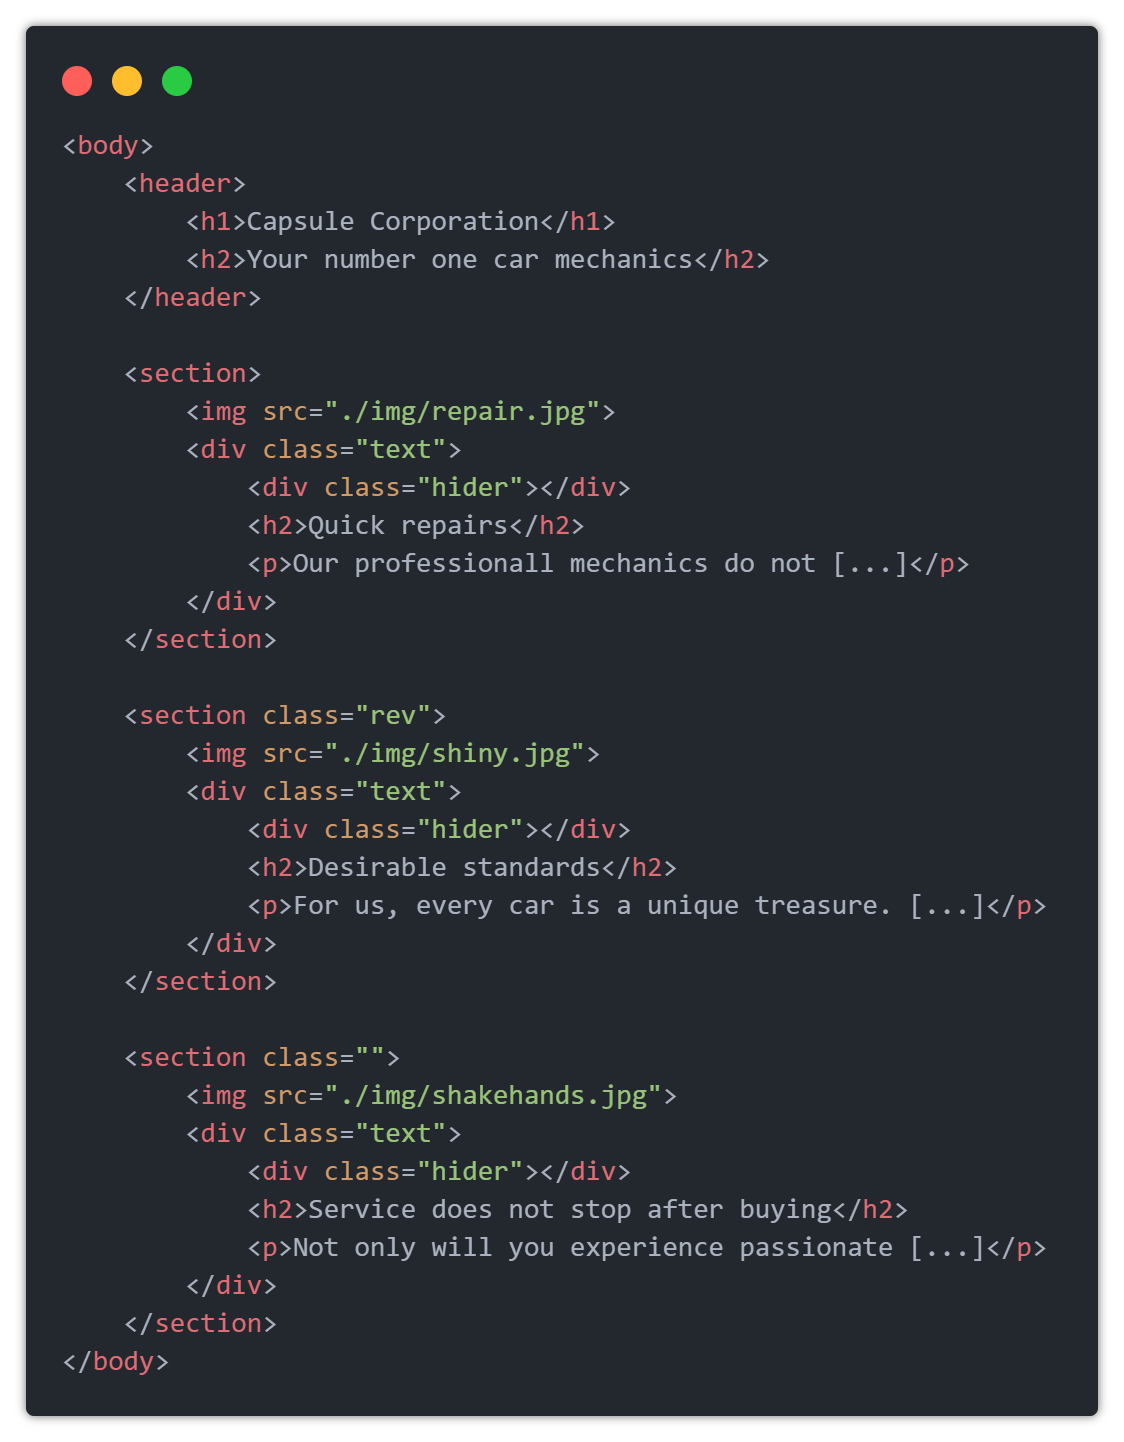 <body>
    <header>
        <h1>Capsule Corporation</h1>
        <h2>Your number one car mechanics</h2>
    </header>

    <section>
        <img src="./img/repair.jpg">
        <div class="text">
            <div class="hider"></div>
            <h2>Quick repairs</h2>
            <p>Our professionall mechanics do not [...]</p>
        </div>
    </section>

    <section class="rev">
        <img src="./img/shiny.jpg">
        <div class="text">
            <div class="hider"></div>
            <h2>Desirable standards</h2>
            <p>For us, every car is a unique treasure. [...]</p>
        </div>
    </section>

    <section class="">
        <img src="./img/shakehands.jpg">
        <div class="text">
            <div class="hider"></div>
            <h2>Service does not stop after buying</h2>
            <p>Not only will you experience passionate [...]</p>
        </div>
    </section>
</body>